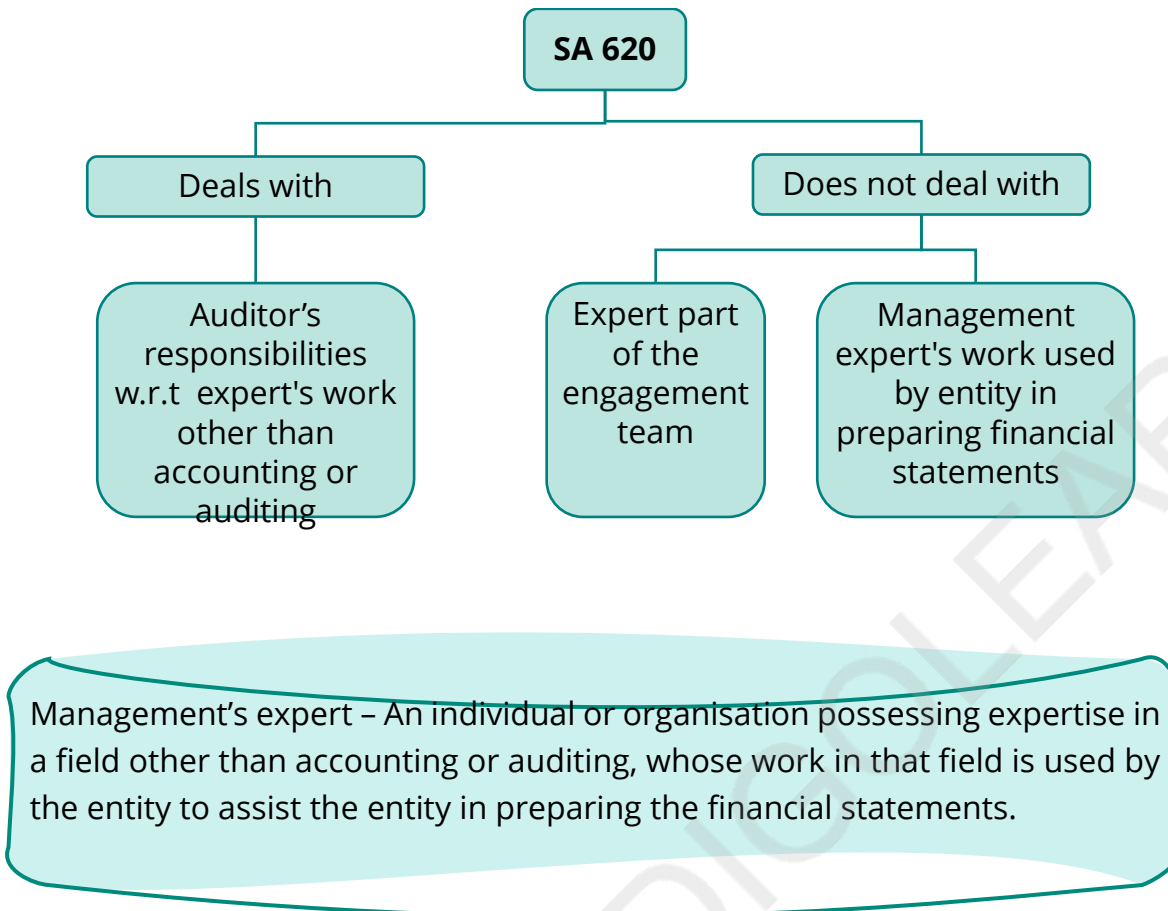 SA 620
Deals with
Does not deal with
Auditor’s
responsibilities
w.r.t expert's work
other than
accounting or
auditing
Expert part
of the
engagement
team
Management
expert's work used
by entity in
preparing financial
statements
Management’s expert – An individual or organisation possessing expertise in
a field other than accounting or auditing, whose work in that field is used by
the entity to assist the entity in preparing the financial statements.